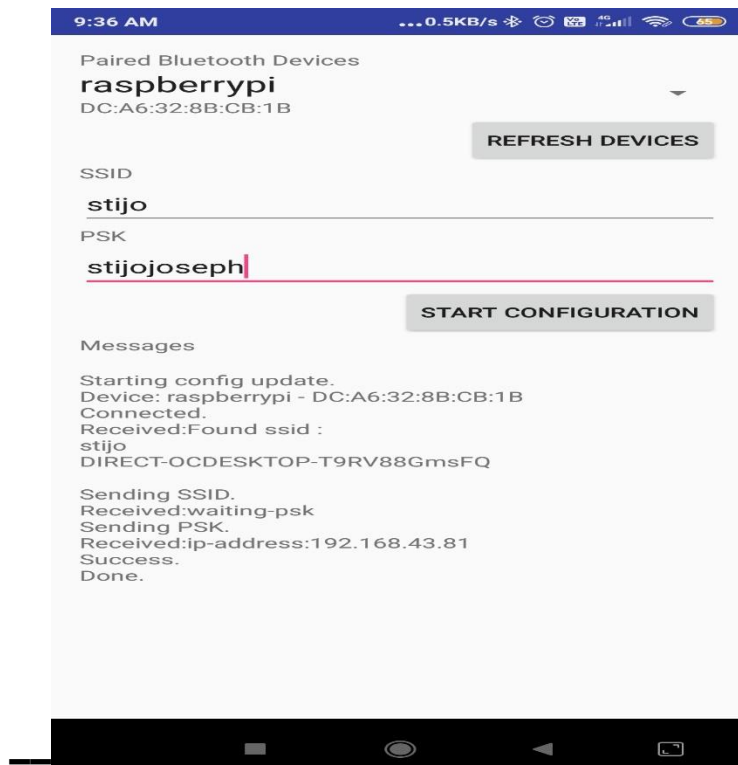 9:36 AM ...0.5KB/s Vo LTE 4G 65
Paired Bluetooth Devices
raspberrypi
DC:A6:32:8B:CB:1B
REFRESH DEVICES
SSID
stijo
PSK
stijojoseph
START CONFIGURATION
Messages
Starting config update.
Device: raspberrypi - DC:A6:32:8B:CB:1B
Connected.
Received:Found ssid :
stijo
DIRECT-OCDESKTOP-T9RV88GmsFQ
Sending SSID.
Received:waiting-psk
Sending PSK.
Received:ip-address:192.168.43.81
Success.
Done.